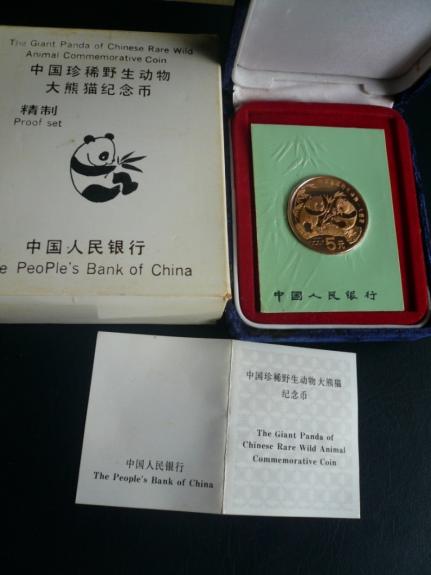 The Giant Panda of Chinese Rare Wild
Animal Commemorative Coin
中国珍稀野生动物
大熊猫纪念币
精制
Proof set
中国人民银行
e PeoPle's Bank of China
5元
中国人民银行
中国人民银行
The People's Bank of China
中国珍稀野生动物大熊猫
纪念币
The Giant Panda of
Chinese Rare Wild Animal
Commemorative Coin